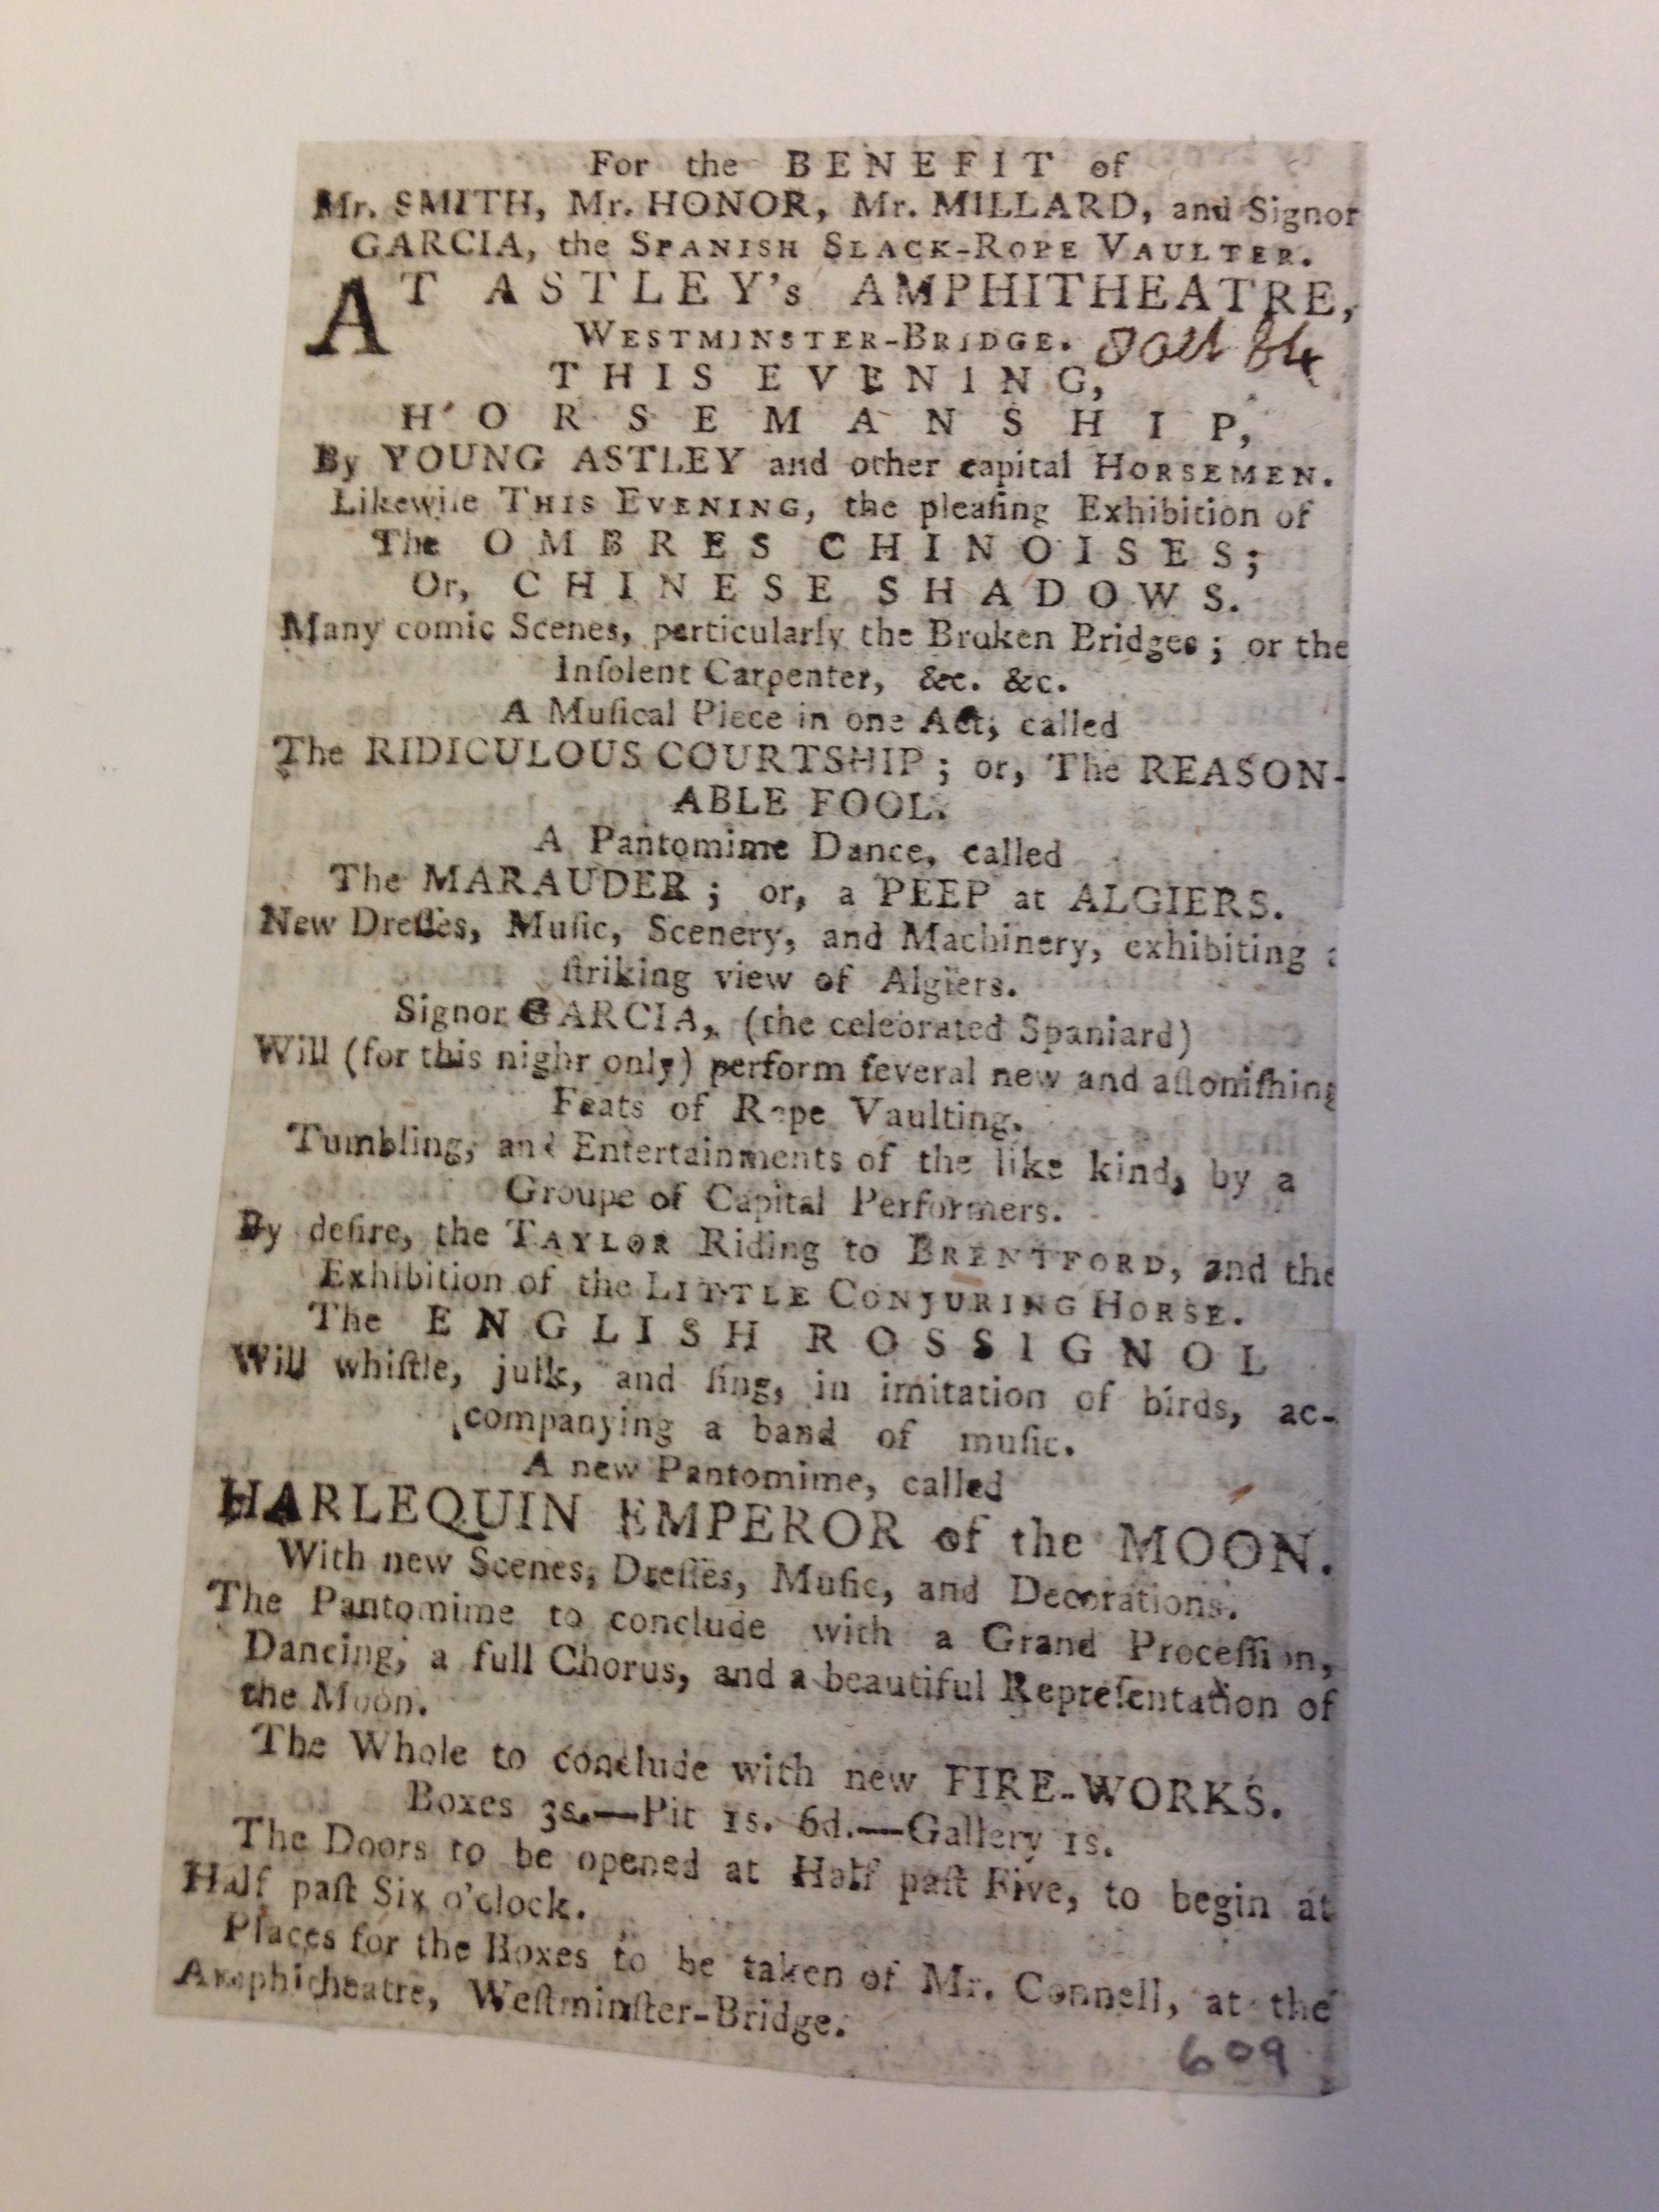 For the BENEFIT of
Mr. SMITH, Mr. HONOR, Mr. MILLARD, and Signor
GARCIA, the SPANISH SLACK-ROPE VAULTER.
AT ASTLEY's AMPHITHEATRE,
WESTMINSTER-BRIDGE.
THIS EVENING,
HORSEMANSHIP,
By YOUNG ASTLEY and other capital HORSEMEN.
Likewiſe THIS EVENING, the pleaſing Exhibition of
The OMBRES CHINOISES;
Or, CHINESE SHADOWS.
Many comic Scenes, particularly the Broken Bridges; or the
Inſolent Carpenter, &c. &c.
A Muſical Piece in one Act, called
The RIDICULOUS COURTSHIP; or, The REASON-
ABLE FOOL.
A Pantomime Dance, called
The MARAUDER; or, a PEEP at ALGIERS.
New Dreſſes, Muſic, Scenery, and Machinery, exhibiting a
ſtriking view of Algiers.
Signor GARCIA, (the celebrated Spaniard)
Will (for this night only) perform ſeveral new and aſtoniſhing
Feats of Rope Vaulting.
Tumbling, and Entertainments of the like kind, by a
Groupe of Capital Performers.
By deſire, the TAYLOR Riding to BRENTFORD, and the
Exhibition of the LITTLE CONJURING HORSE.
The ENGLISH ROSSIGNOL
Will whiſtle, juſk, and ſing, in imitation of birds, ac-
companying a band of muſic.
A new Pantomime, called
HARLEQUIN EMPEROR of the MOON.
With new Scenes, Dreſſes, Muſic, and Decorations.
The Pantomime to conclude with a Grand Proceſſion,
Dancing, a full Chorus, and a beautiful Repreſentation of
the Moon.
The Whole to conclude with new FIRE-WORKS.
Boxes 3s.—Pit 1s. 6d.—Gallery 1s.
The Doors to be opened at Half paſt Five, to begin at
Half paſt Six o'clock.
Places for the Boxes to be taken of Mr. Connell, at the
Amphitheatre, Weſtminſter-Bridge.
609